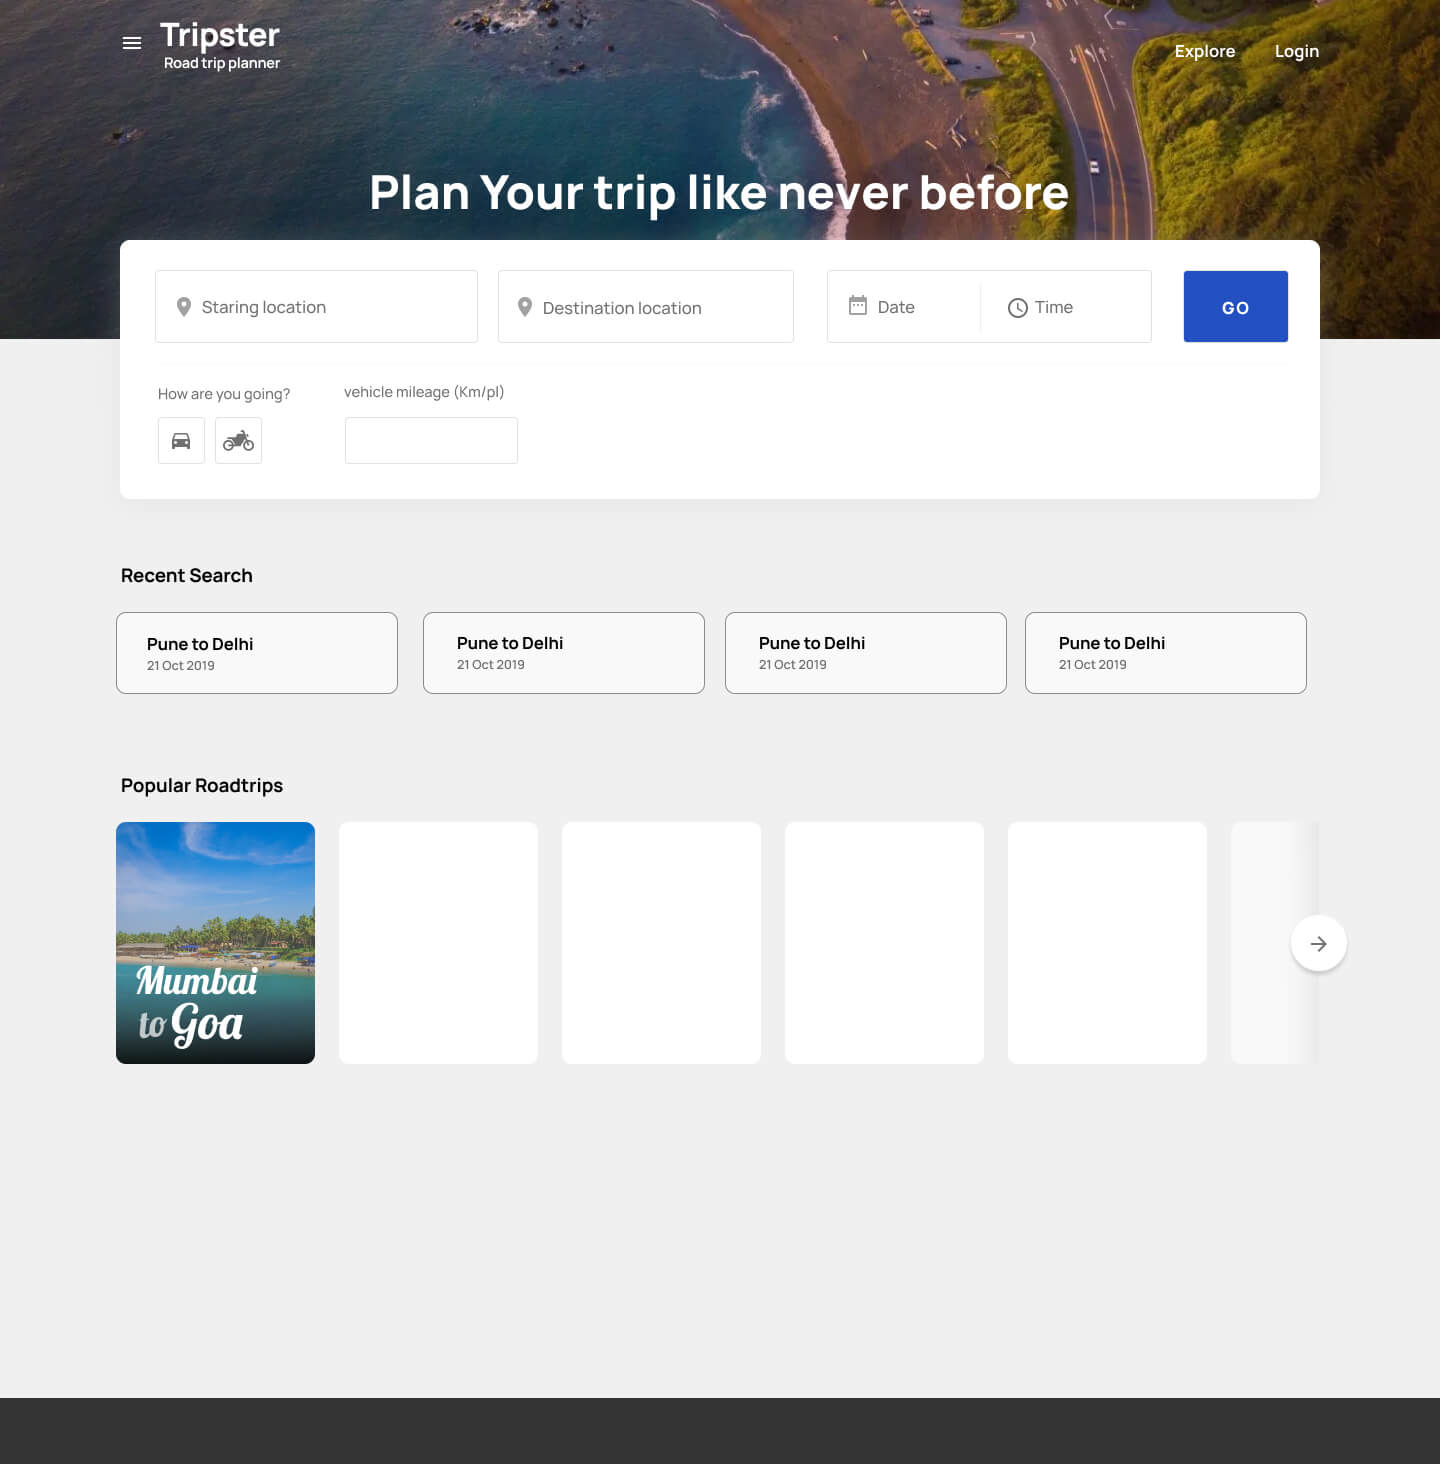 Tripster
Road trip planner
Explore Login
Plan Your trip like never before
Staring location
Destination location
Date
Time
GO
How are you going?
vehicle mileage (Km/pl)
Recent Search
Pune to Delhi
21 Oct 2019
Pune to Delhi
21 Oct 2019
Pune to Delhi
21 Oct 2019
Pune to Delhi
21 Oct 2019
Popular Roadtrips
Mumbai
to Goa